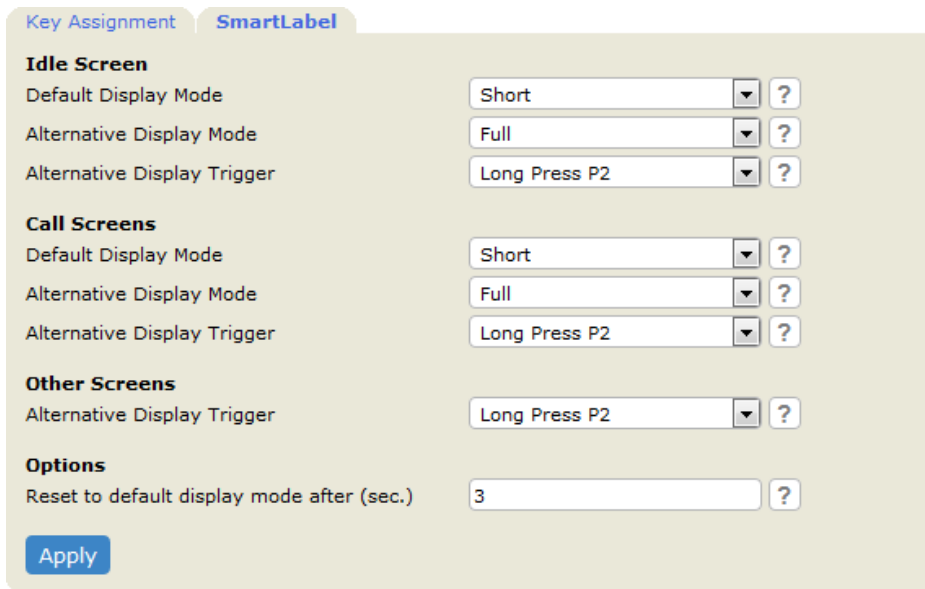 Key Assignment SmartLabel
Idle Screen
Default Display Mode Short ?
Alternative Display Mode Full ?
Alternative Display Trigger Long Press P2 ?
Call Screens
Default Display Mode Short ?
Alternative Display Mode Full ?
Alternative Display Trigger Long Press P2 ?
Other Screens
Alternative Display Trigger Long Press P2 ?
Options
Reset to default display mode after (sec.) 3 ?
Apply